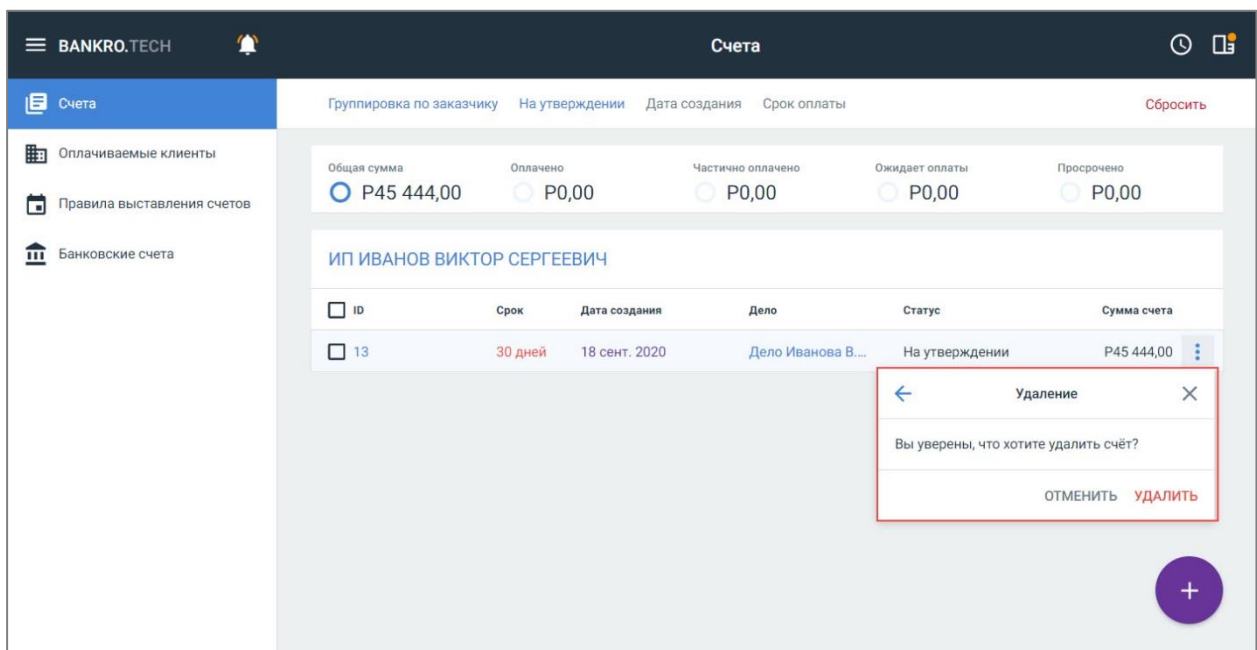 BANKRO.TECH
Счета
Счета
Оплачиваемые клиенты
Правила выставления счетов
Банковские счета
Группировка по заказчику На утверждении Дата создания Срок оплаты Сбросить
Общая сумма Оплачено Частично оплачено Ожидает оплаты Просрочено
P45 444,00 P0,00 P0,00 P0,00 P0,00
ИП ИВАНОВ ВИКТОР СЕРГЕЕВИЧ
ID Срок Дата создания Дело Статус Сумма счета
13 30 дней 18 сент. 2020 Дело Иванова В.... На утверждении P45 444,00
Удаление
Вы уверены, что хотите удалить счёт?
ОТМЕНИТЬ УДАЛИТЬ